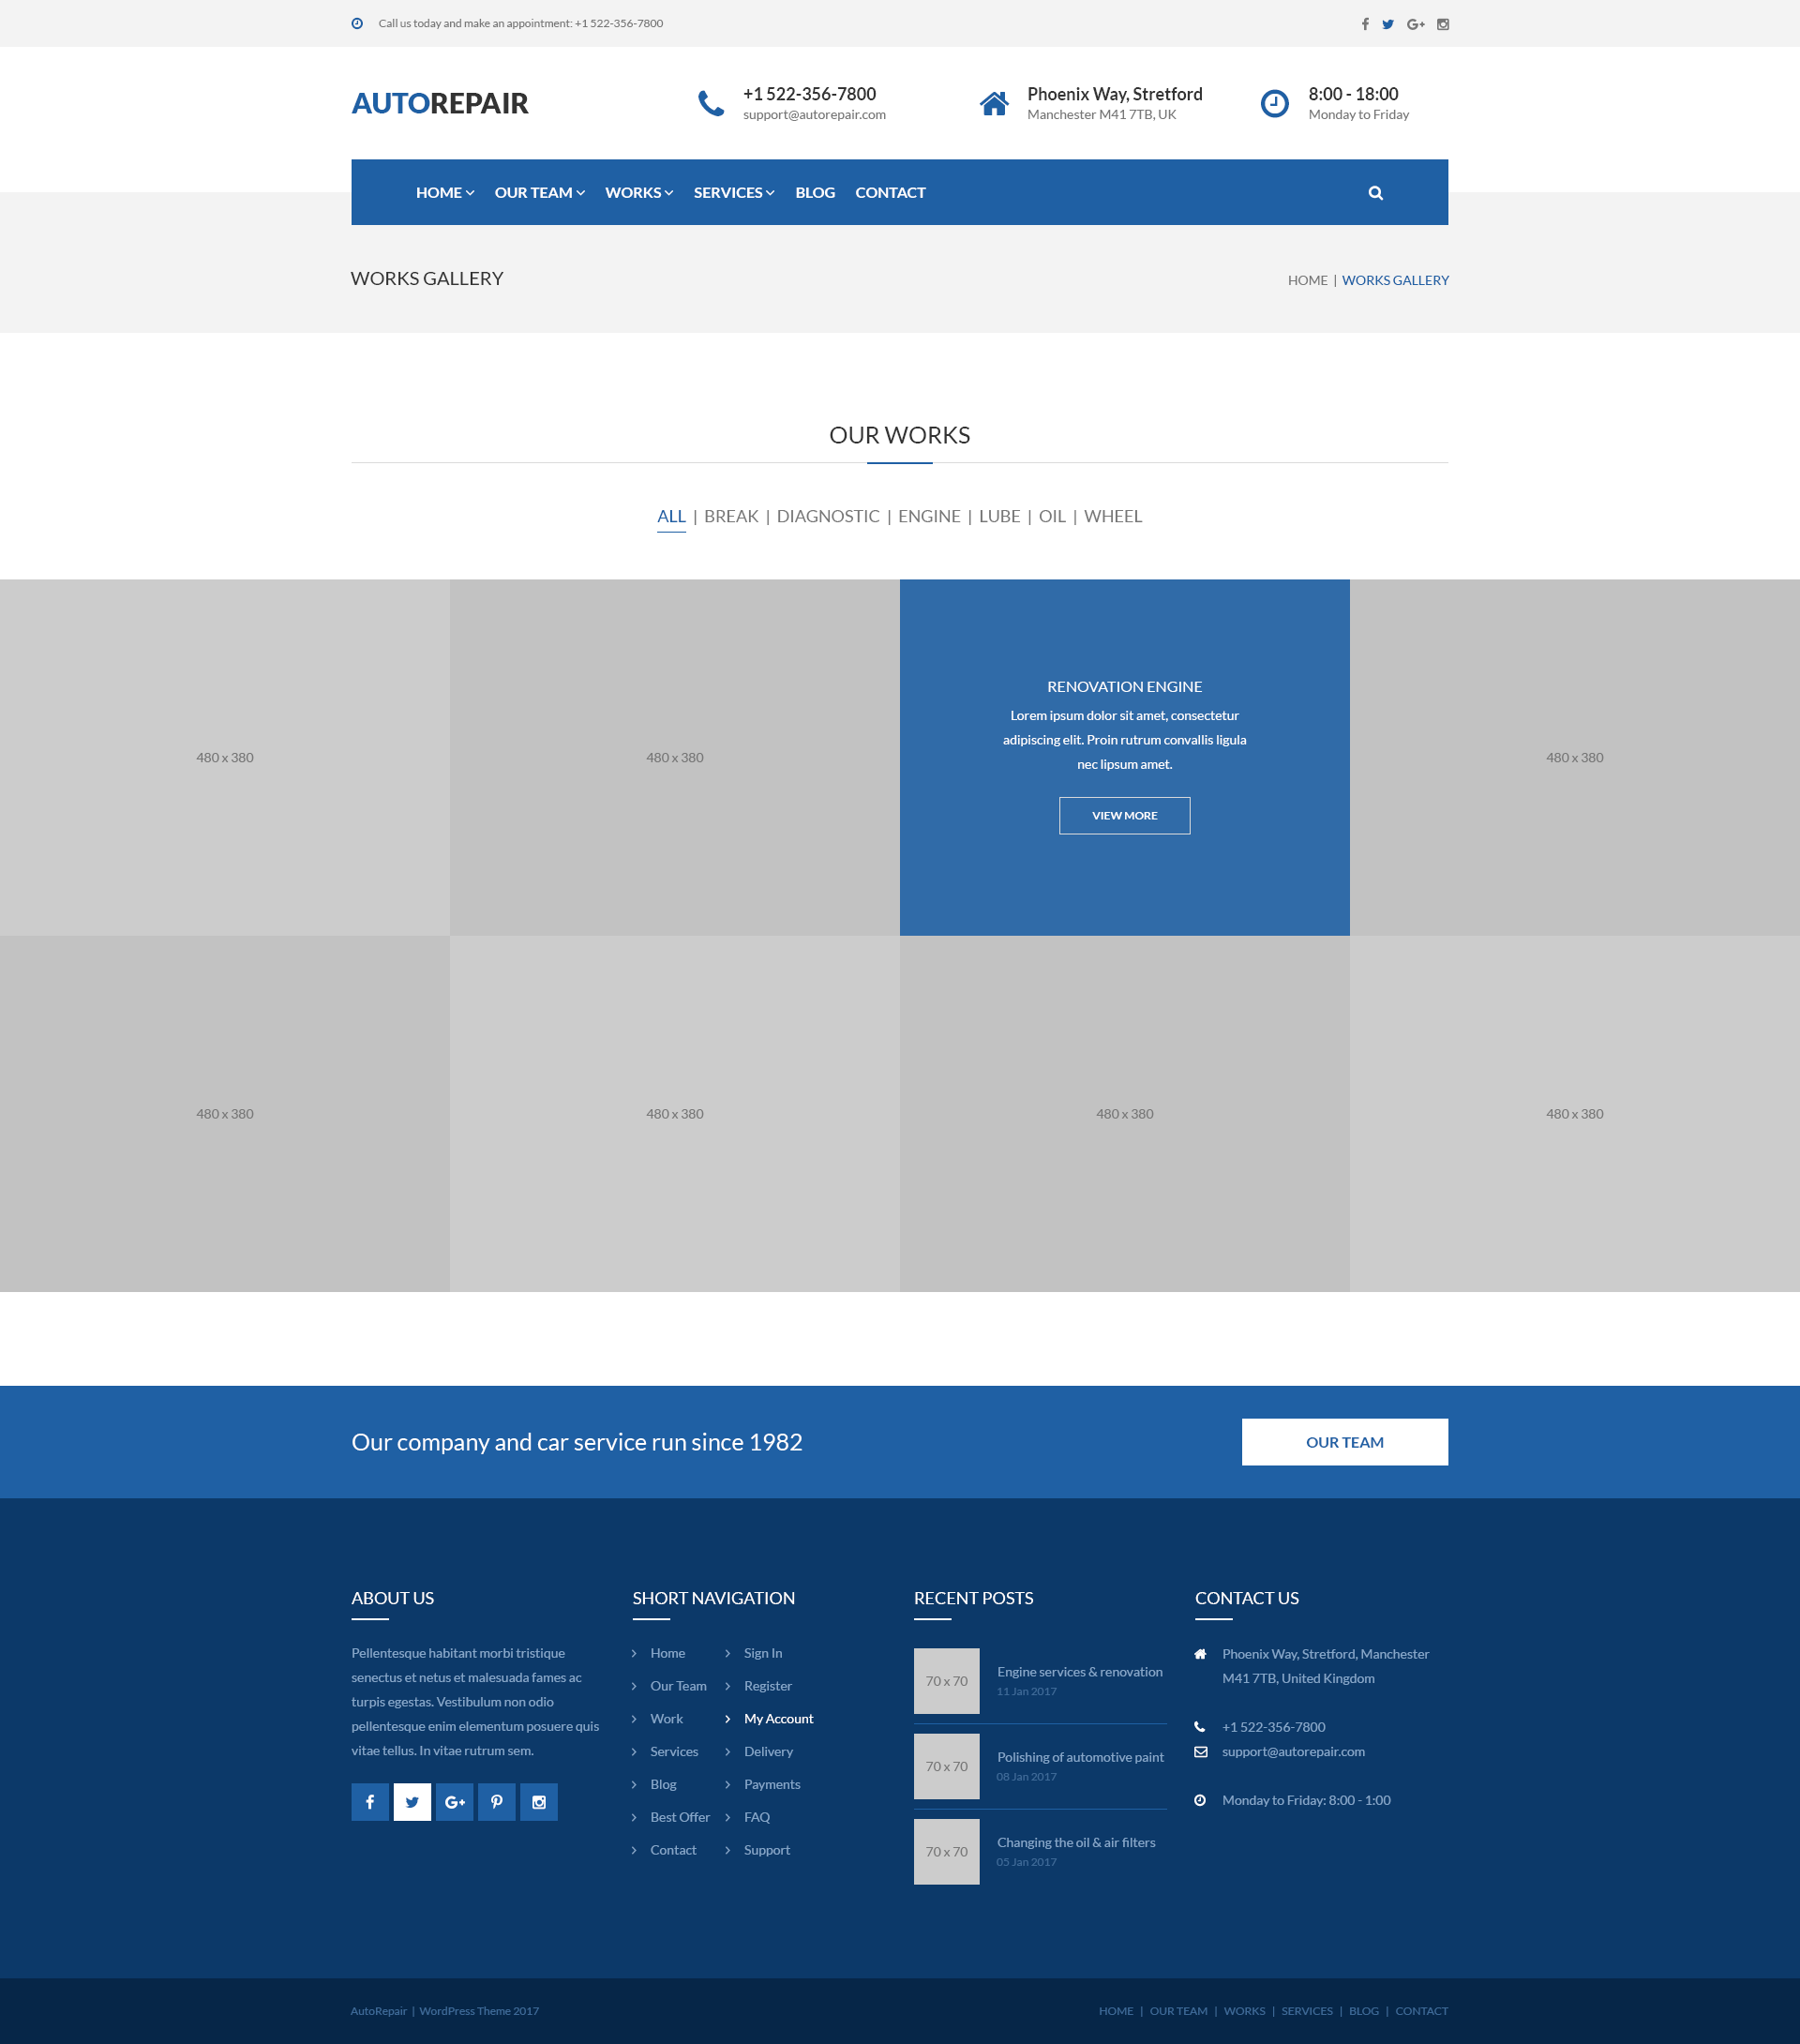 Call us today and make an appointment: +1 522-356-7800
AUTOREPAIR
+1 522-356-7800
support@autorepair.com
Phoenix Way, Stretford
Manchester M41 7TB, UK
8:00 - 18:00
Monday to Friday
HOME OUR TEAM WORKS SERVICES BLOG CONTACT
WORKS GALLERY
HOME | WORKS GALLERY
OUR WORKS
ALL | BREAK | DIAGNOSTIC | ENGINE | LUBE | OIL | WHEEL
480 x 380
480 x 380
RENOVATION ENGINE
Lorem ipsum dolor sit amet, consectetur
adipiscing elit. Proin rutrum convallis ligula
nec lipsum amet.
VIEW MORE
480 x 380
480 x 380
480 x 380
480 x 380
480 x 380
Our company and car service run since 1982
OUR TEAM
ABOUT US
Pellentesque habitant morbi tristique
senectus et netus et malesuada fames ac
turpis egestas. Vestibulum non odio
pellentesque enim elementum posuere quis
vitae tellus. In vitae rutrum sem.
SHORT NAVIGATION
Home
Our Team
Work
Services
Blog
Best Offer
Contact
Sign In
Register
My Account
Delivery
Payments
FAQ
Support
RECENT POSTS
70 x 70
Engine services & renovation
11 Jan 2017
70 x 70
Polishing of automotive paint
08 Jan 2017
70 x 70
Changing the oil & air filters
05 Jan 2017
CONTACT US
Phoenix Way, Stretford, Manchester
M41 7TB, United Kingdom
+1 522-356-7800
support@autorepair.com
Monday to Friday: 8:00 - 1:00
AutoRepair | WordPress Theme 2017
HOME | OUR TEAM | WORKS | SERVICES | BLOG | CONTACT